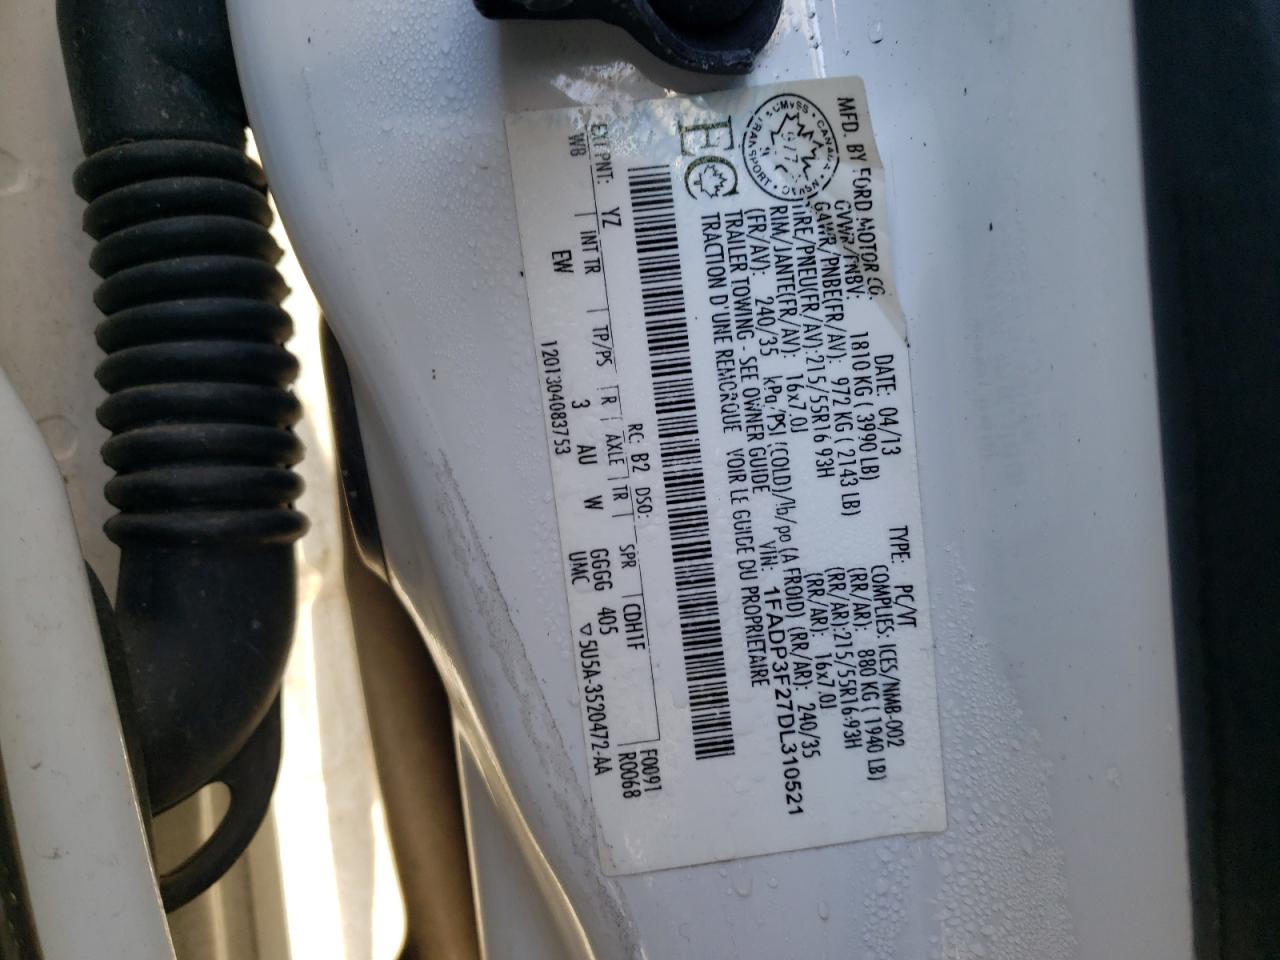 MFD. BY FORD MOTOR CO.
DATE: 04/13 TYPE: PC/VT
GVWR/PNBV: 1810 KG ( 3990 LB) COMPLIES: ICES/NMB-002
GAWR/PNBE(FR/AV): 972 KG ( 2143 LB) (RR/AR): 880 KG ( 1940 LB)
TIRE/PNEU(FR/AV):215/55R16 93H (RR/AR):215/55R16 93H
RIM/JANTE(FR/AV): 16x7.0J (RR/AR): 16x7.0J
(FR/AV): 240/35 kPa/PSI(COLD)/lb/po (A FROID) (RR/AR): 240/35
TRAILER TOWING - SEE OWNER GUIDE VIN: 1FADP3F27DL310521
TRACTION D'UNE REMORQUE VOIR LE GUIDE DU PROPRIETAIRE
CMVSS CANADA
TRANSPORT
EC
RC: B2 DSO: F0091
EXT PNT: YZ R0068
INT TR TP/PS R AXLE TR SPR CDH1F
WB EW 3 AU W GGGG 405 ▽5U5A-3520472-AA
1201304083753 UMC